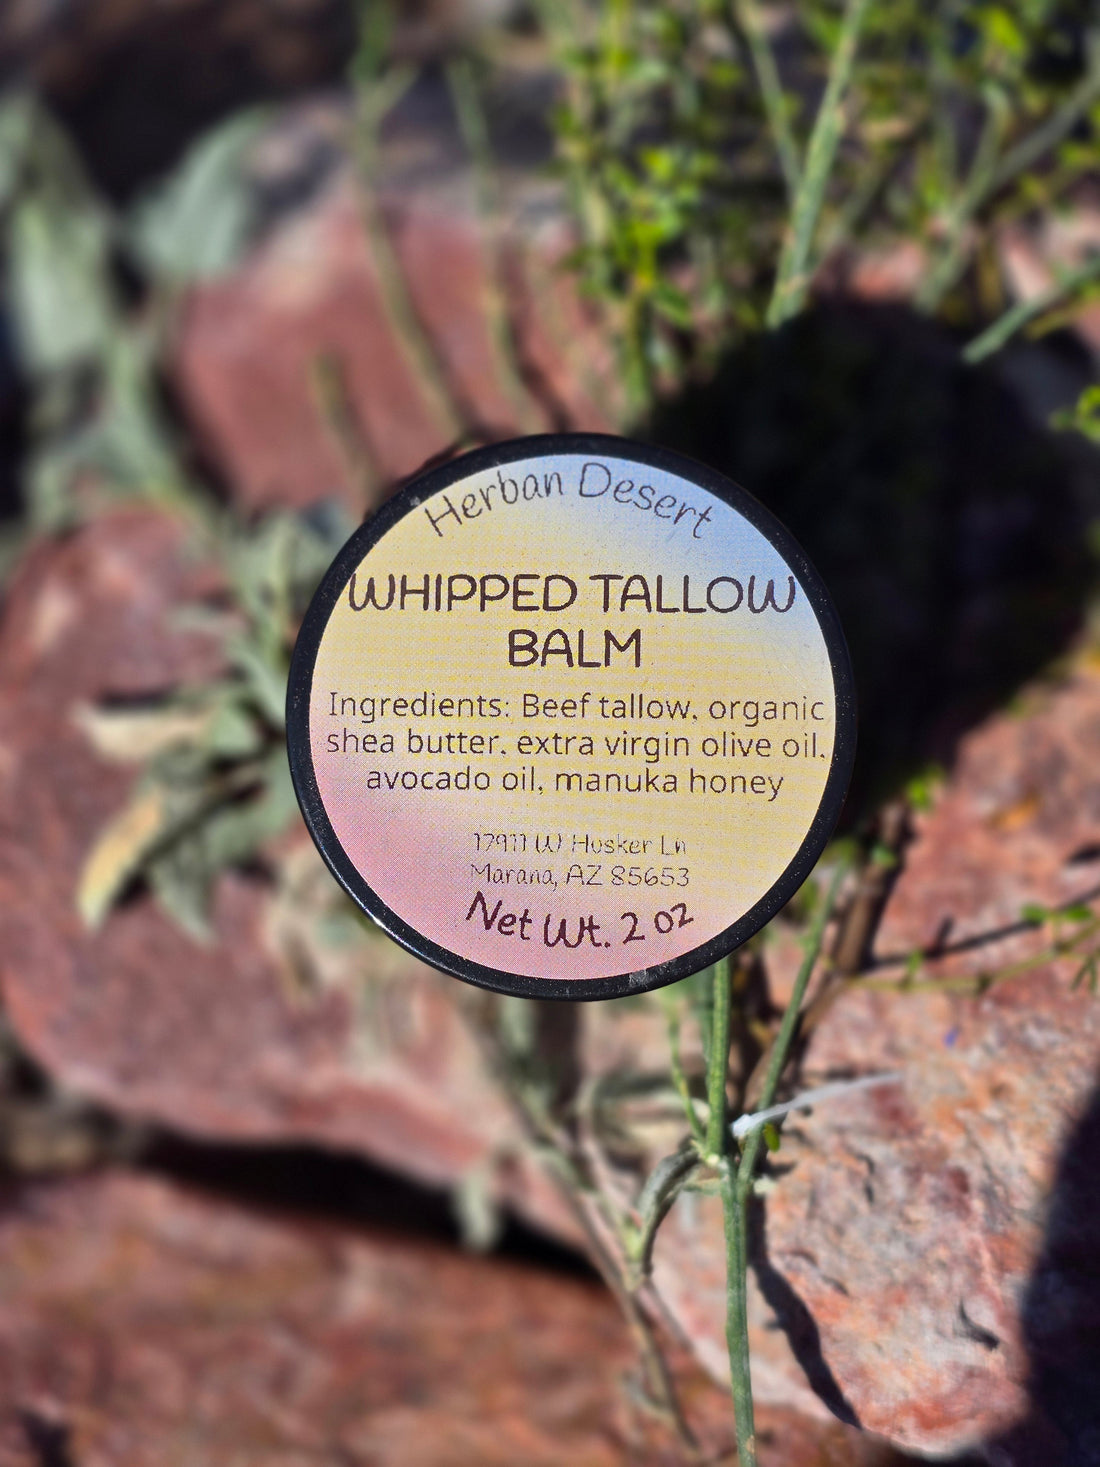 Herban Desert
WHIPPED TALLOW
BALM
Ingredients: Beef tallow, organic
shea butter, extra virgin olive oil,
avocado oil, manuka honey
W Husker Ln
Marana, AZ 85653
Net Wt. 2 oz